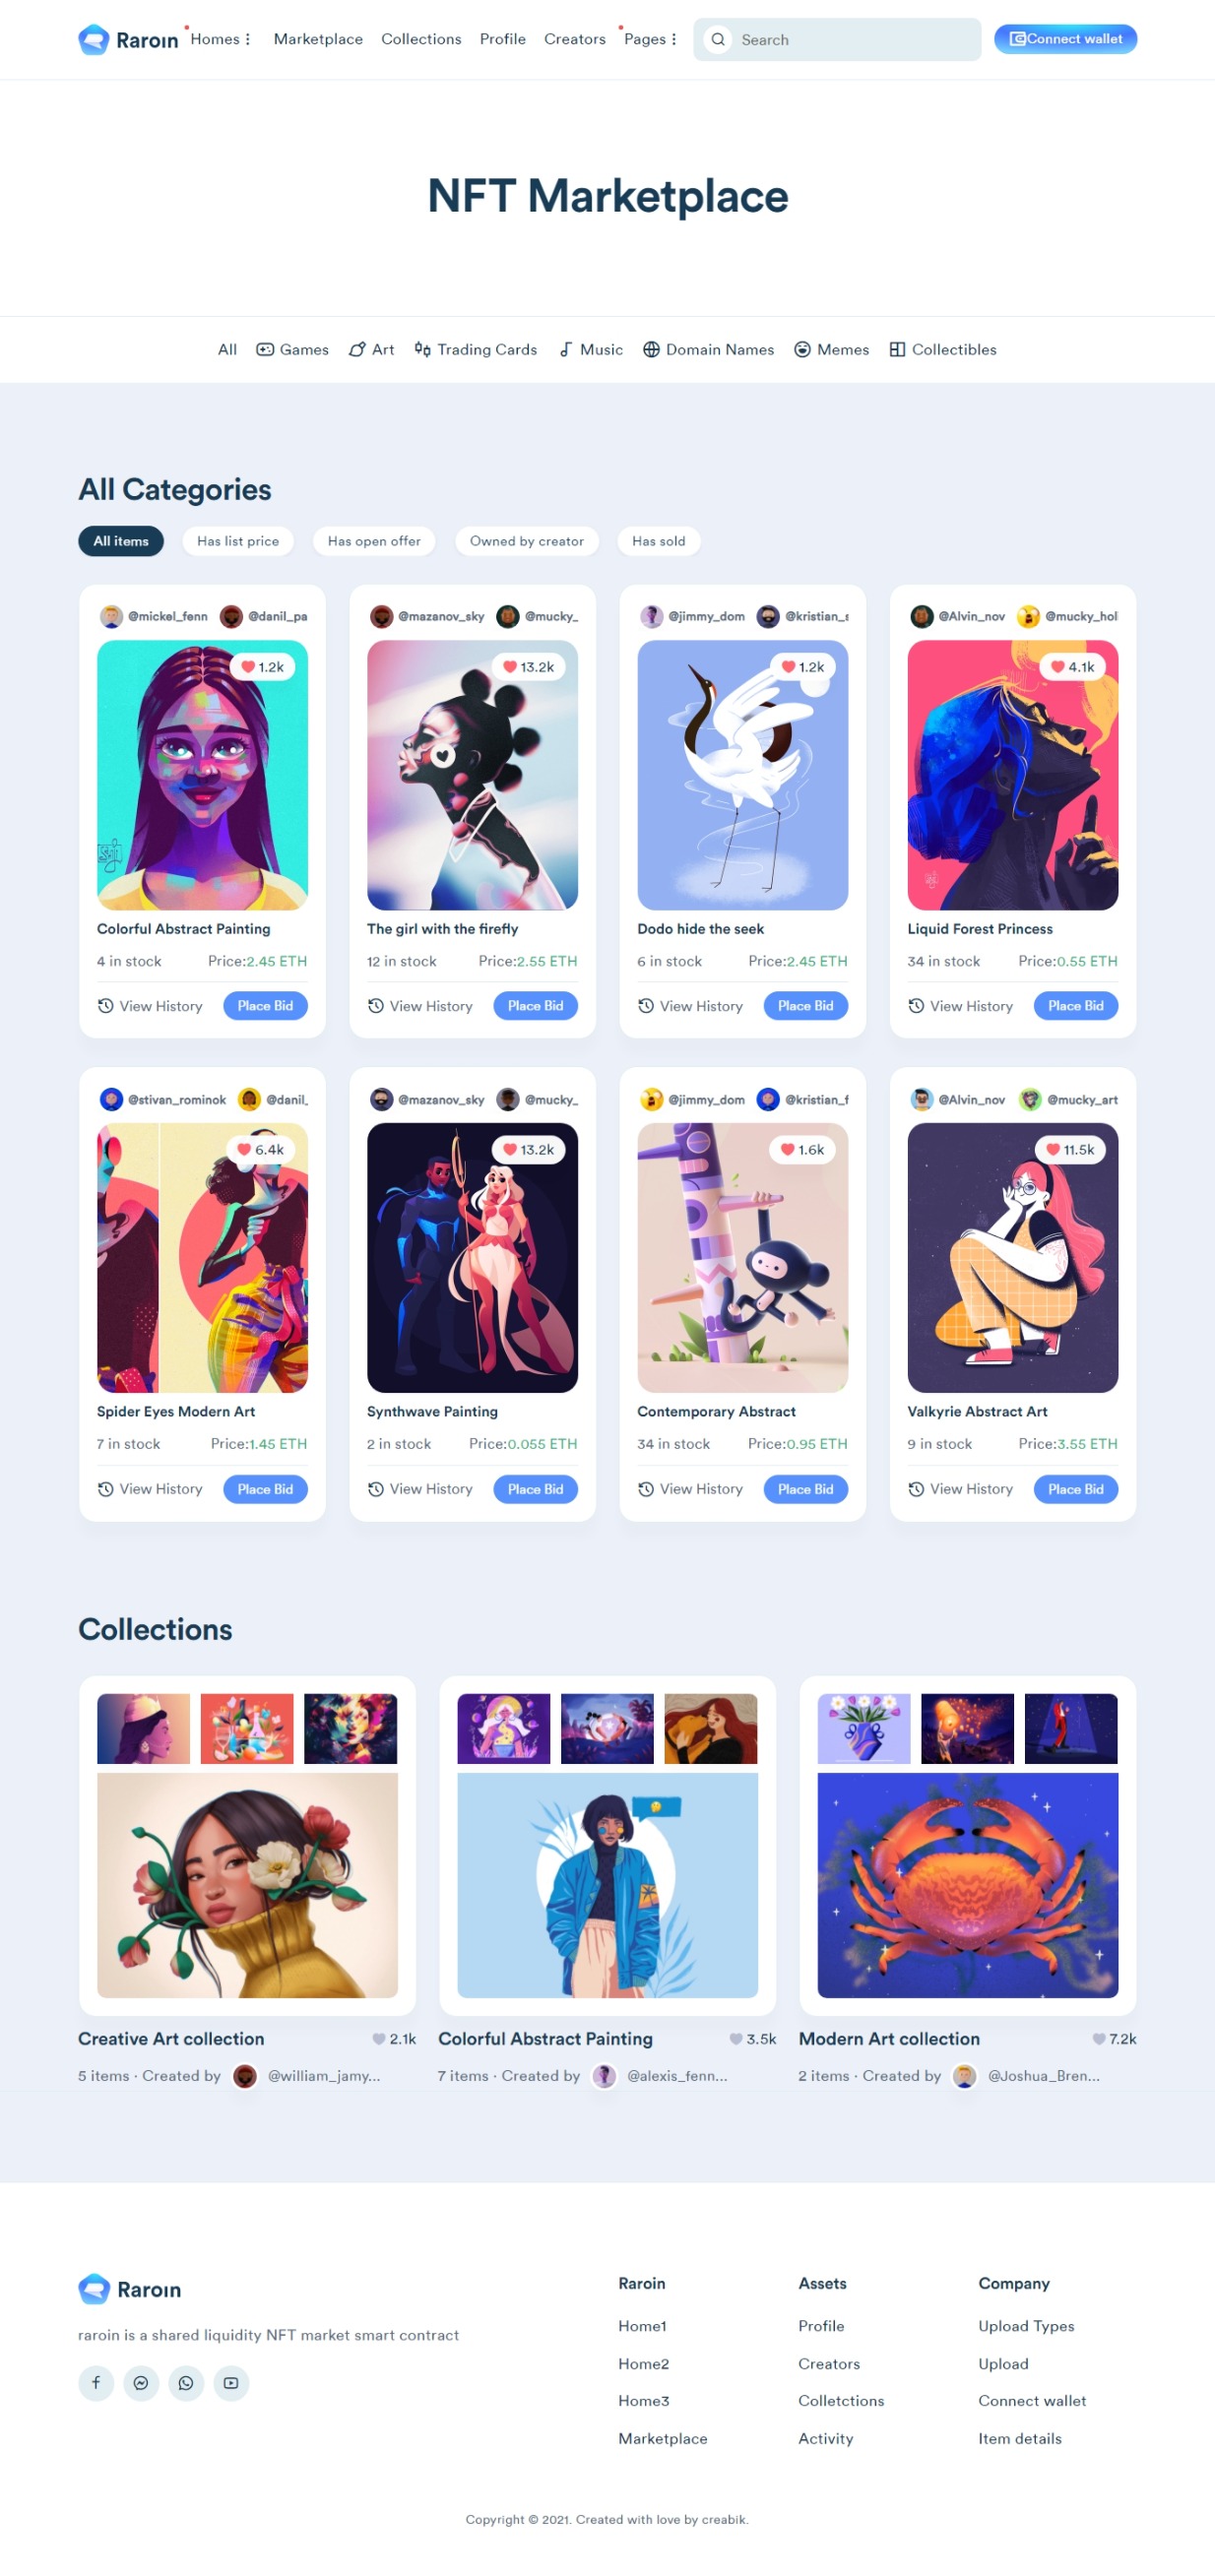 Raroin Homes Marketplace Collections Profile Creators Pages Search Connect wallet
NFT Marketplace
All Games Art Trading Cards Music Domain Names Memes Collectibles
All Categories
All items Has list price Has open offer Owned by creator Has sold
@mickel_fenn @danil_pa @mazanov_sky @mucky_ @jimmy_dom @kristian_s @Alvin_nov @mucky_hol
1.2k 13.2k 1.2k 4.1k
Colorful Abstract Painting The girl with the firefly Dodo hide the seek Liquid Forest Princess
4 in stock Price:2.45 ETH 12 in stock Price:2.55 ETH 6 in stock Price:2.45 ETH 34 in stock Price:0.55 ETH
View History Place Bid View History Place Bid View History Place Bid View History Place Bid
@stivan_rominok @danil_ @mazanov_sky @mucky_ @jimmy_dom @kristian_f @Alvin_nov @mucky_art
6.4k 13.2k 1.6k 11.5k
Spider Eyes Modern Art Synthwave Painting Contemporary Abstract Valkyrie Abstract Art
7 in stock Price:1.45 ETH 2 in stock Price:0.055 ETH 34 in stock Price:0.95 ETH 9 in stock Price:3.55 ETH
View History Place Bid View History Place Bid View History Place Bid View History Place Bid
Collections
Creative Art collection 2.1k Colorful Abstract Painting 3.5k Modern Art collection 7.2k
5 items · Created by @william_jamy... 7 items · Created by @alexis_fenn... 2 items · Created by @Joshua_Bren...
Raroin Raroin Assets Company
Home1 Profile Upload Types
raroin is a shared liquidity NFT market smart contract
Home2 Creators Upload
Home3 Colletctions Connect wallet
Marketplace Activity Item details
Copyright © 2021. Created with love by creabik.